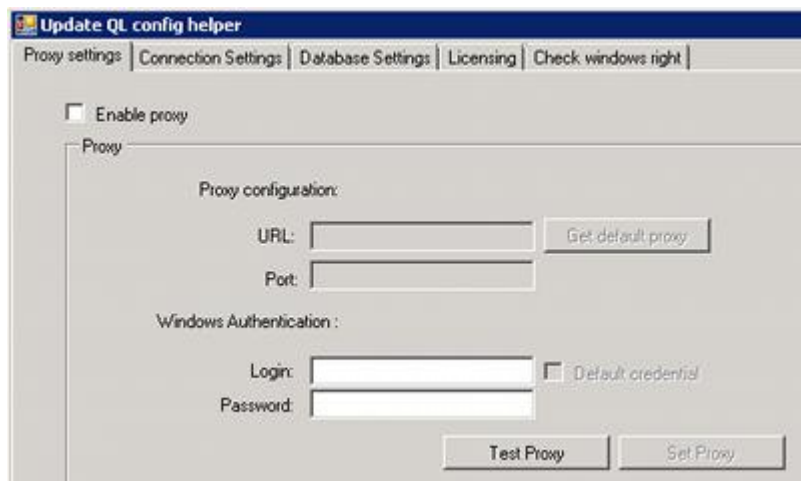 Update QL config helper
Proxy settings Connection Settings Database Settings Licensing Check windows right
Enable proxy
Proxy
Proxy configuration:
URL: Get default proxy
Port:
Windows Authentication :
Login: Default credential
Password:
Test Proxy Set Proxy